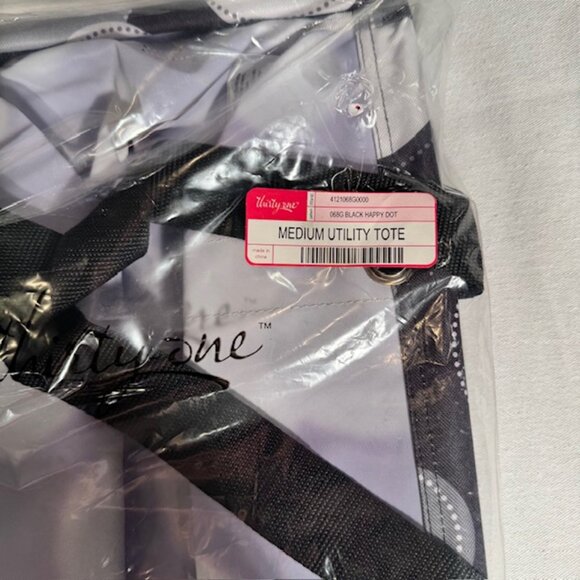 thirty-one
4121068G0000
068G BLACK HAPPY DOT
MEDIUM UTILITY TOTE
made in
china
thirty-one™